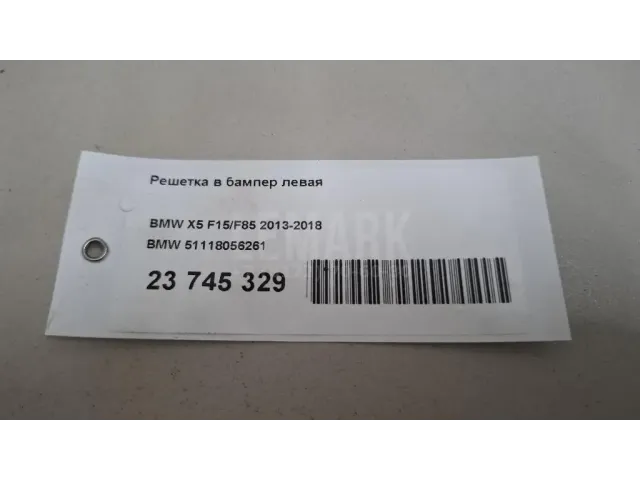 Решетка в бампер левая
BMW X5 F15/F85 2013-2018
BMW 51118056261
23 745 329